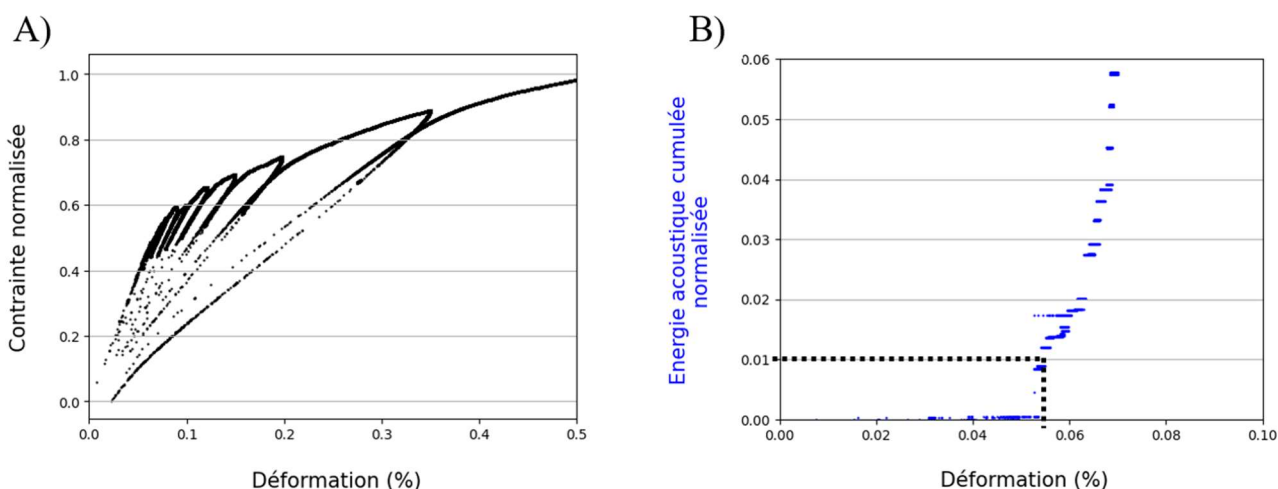 A)
Contrainte normalisée
1.0
0.8
0.6
0.4
0.2
0.0
0.0 0.1 0.2 0.3 0.4 0.5
Déformation (%)
B)
Energie acoustique cumulée
normalisée
0.06
0.05
0.04
0.03
0.02
0.01
0.00
0.00 0.02 0.04 0.06 0.08 0.10
Déformation (%)